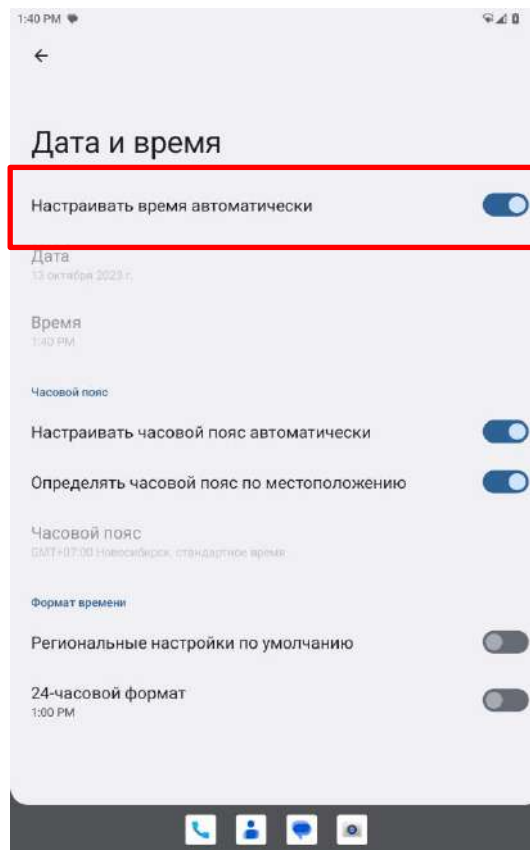 1:40 PM
Дата и время
Настраивать время автоматически
Дата
13 октября 2023 г.
Время
1:40 PM
Часовой пояс
Настраивать часовой пояс автоматически
Определять часовой пояс по местоположению
Часовой пояс
GMT+07:00 Новосибирск, стандартное время
Формат времени
Региональные настройки по умолчанию
24-часовой формат
1:00 PM